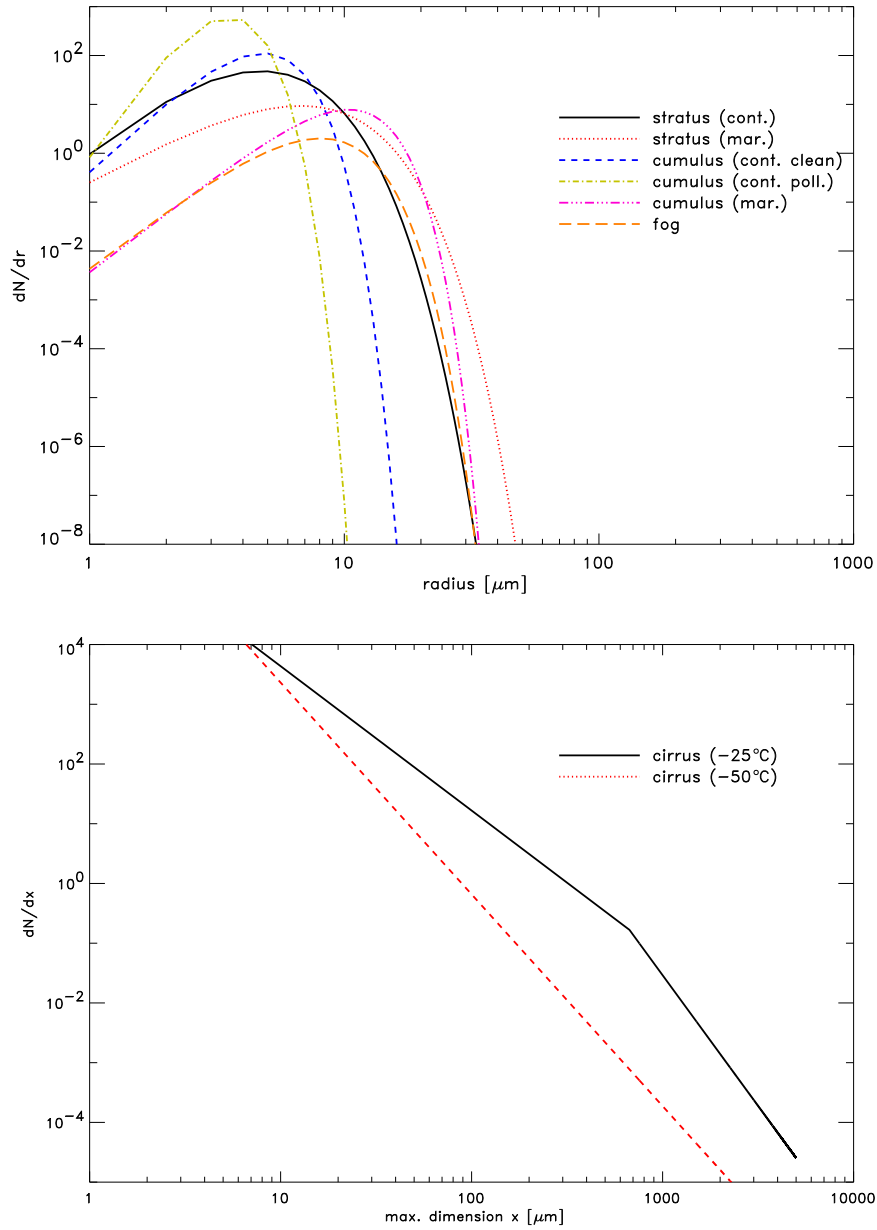 10^2
10^0
10^-2
10^-4
10^-6
10^-8
dN/dr
stratus (cont.)
stratus (mar.)
cumulus (cont. clean)
cumulus (cont. poll.)
cumulus (mar.)
fog
1 10 100 1000
radius [μm]
10^4
10^2
10^0
10^-2
10^-4
dN/dx
cirrus (−25°C)
cirrus (−50°C)
1 10 100 1000 10000
max. dimension x [μm]